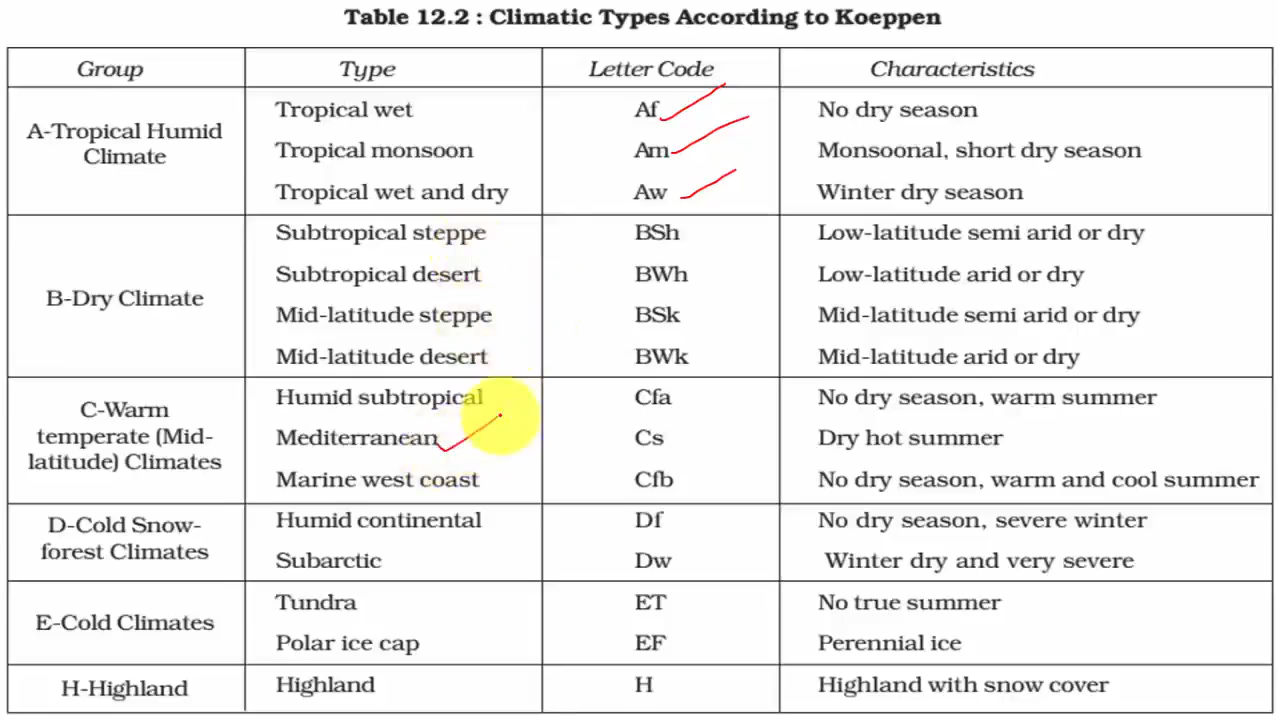 Table 12.2 : Climatic Types According to Koeppen
Group Type Letter Code Characteristics
A-Tropical Humid Climate Tropical wet Af No dry season
Tropical monsoon Am Monsoonal, short dry season
Tropical wet and dry Aw Winter dry season
B-Dry Climate Subtropical steppe BSh Low-latitude semi arid or dry
Subtropical desert BWh Low-latitude arid or dry
Mid-latitude steppe BSk Mid-latitude semi arid or dry
Mid-latitude desert BWk Mid-latitude arid or dry
C-Warm temperate (Mid-latitude) Climates Humid subtropical Cfa No dry season, warm summer
Mediterranean Cs Dry hot summer
Marine west coast Cfb No dry season, warm and cool summer
D-Cold Snow-forest Climates Humid continental Df No dry season, severe winter
Subarctic Dw Winter dry and very severe
E-Cold Climates Tundra ET No true summer
Polar ice cap EF Perennial ice
H-Highland Highland H Highland with snow cover